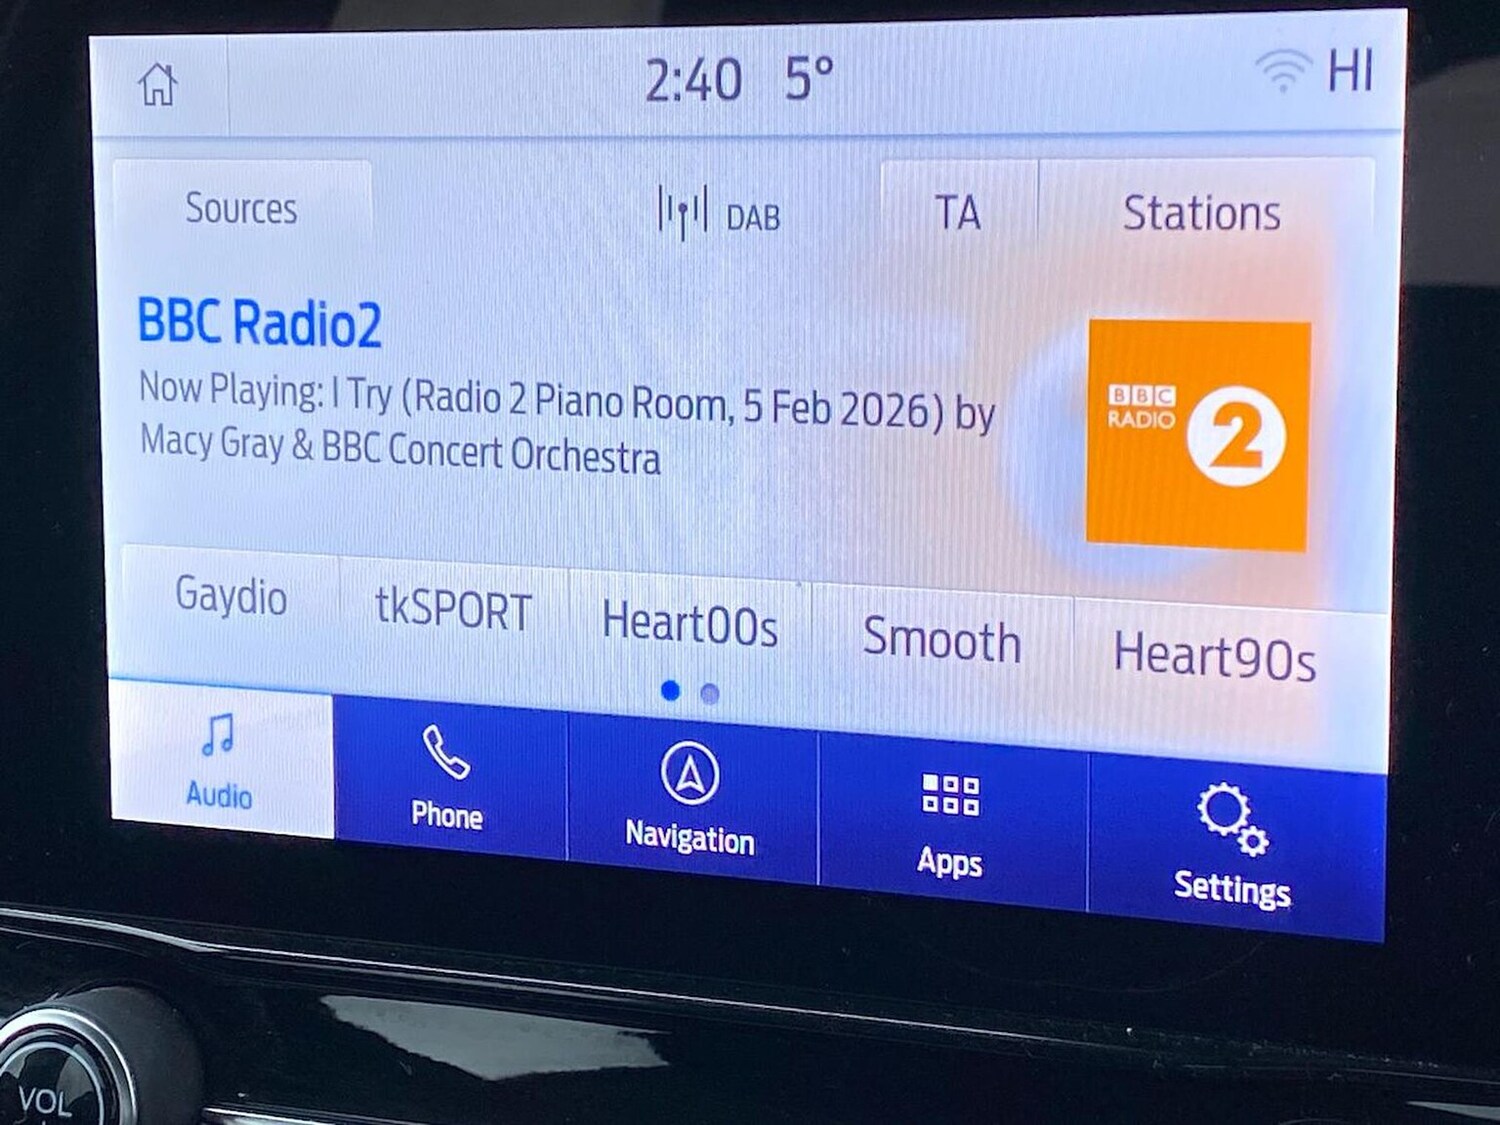 2:40 5° HI
Sources DAB TA Stations
BBC Radio2
Now Playing: I Try (Radio 2 Piano Room, 5 Feb 2026) by
Macy Gray & BBC Concert Orchestra
BBC
RADIO
2
Gaydio tkSPORT Heart00s Smooth Heart90s
Audio Phone Navigation Apps Settings
VOL